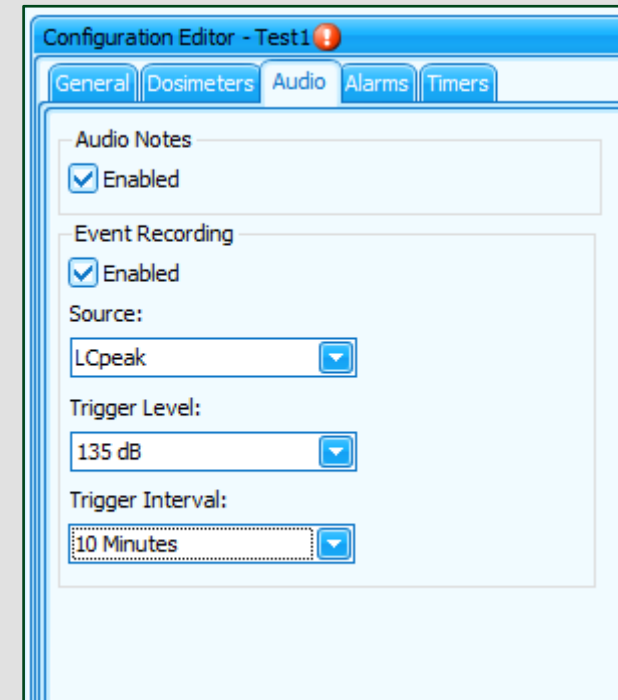 Configuration Editor - Test1
General Dosimeters Audio Alarms Timers
Audio Notes
Enabled
Event Recording
Enabled
Source:
LCpeak
Trigger Level:
135 dB
Trigger Interval:
10 Minutes